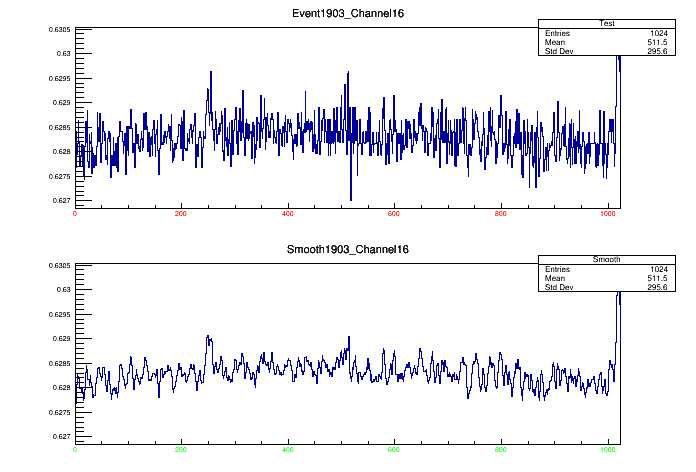 Event1903_Channel16
Test
Entries 1024
Mean 511.5
Std Dev 295.6
0.6305
0.63
0.6295
0.629
0.6285
0.628
0.6275
0.627
0 200 400 600 800 1000
Smooth1903_Channel16
Smooth
Entries 1024
Mean 511.5
Std Dev 295.6
0.6305
0.63
0.6295
0.629
0.6285
0.628
0.6275
0.627
0 200 400 600 800 1000